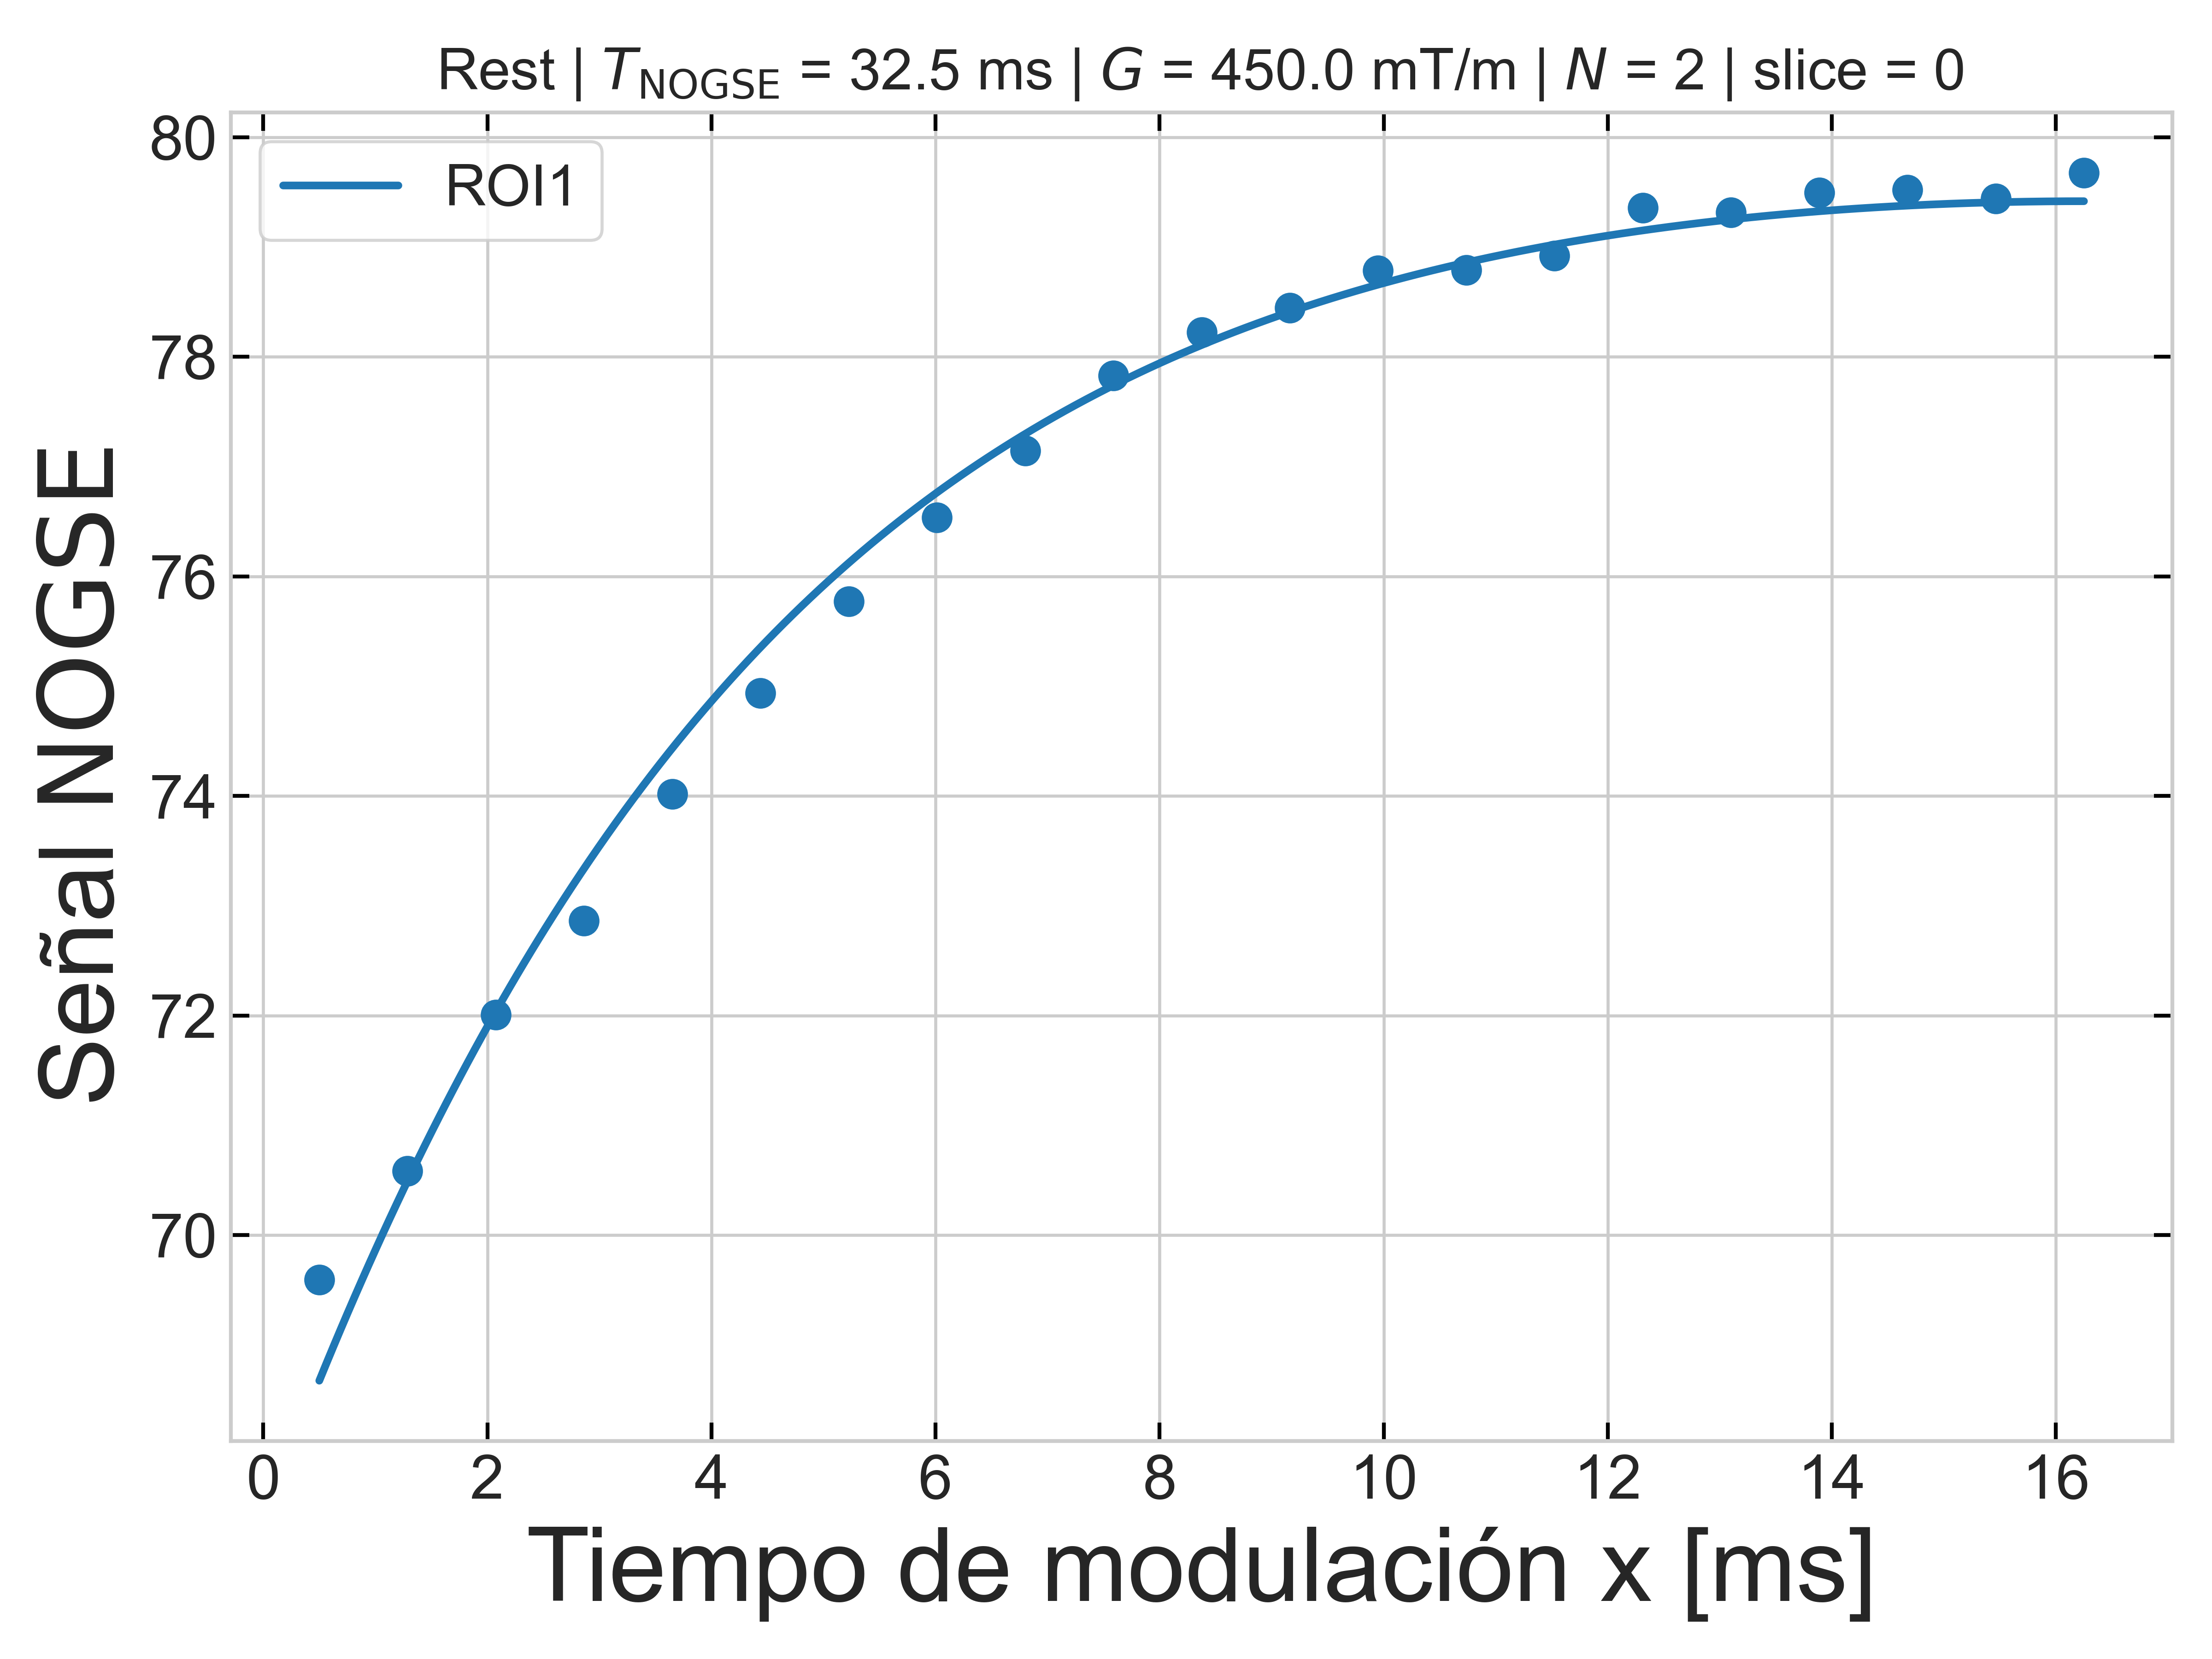 Rest | T_NOGSE = 32.5 ms | G = 450.0 mT/m | N = 2 | slice = 0
ROI1
Señal NOGSE
80
78
76
74
72
70
0 2 4 6 8 10 12 14 16
Tiempo de modulación x [ms]